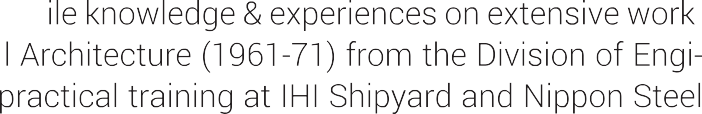 ile knowledge & experiences on extensive work
l Architecture (1961-71) from the Division of Engi-
practical training at IHI Shipyard and Nippon Steel